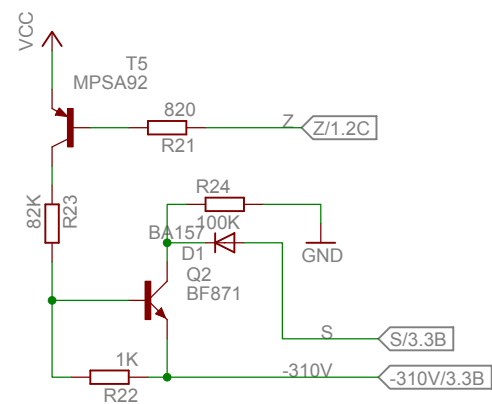 VCC
T5
MPSA92
820
R21
Z
Z/1.2C
82K
R23
R24
100K
BA157
D1
GND
Q2
BF871
S
S/3.3B
1K
R22
-310V
-310V/3.3B